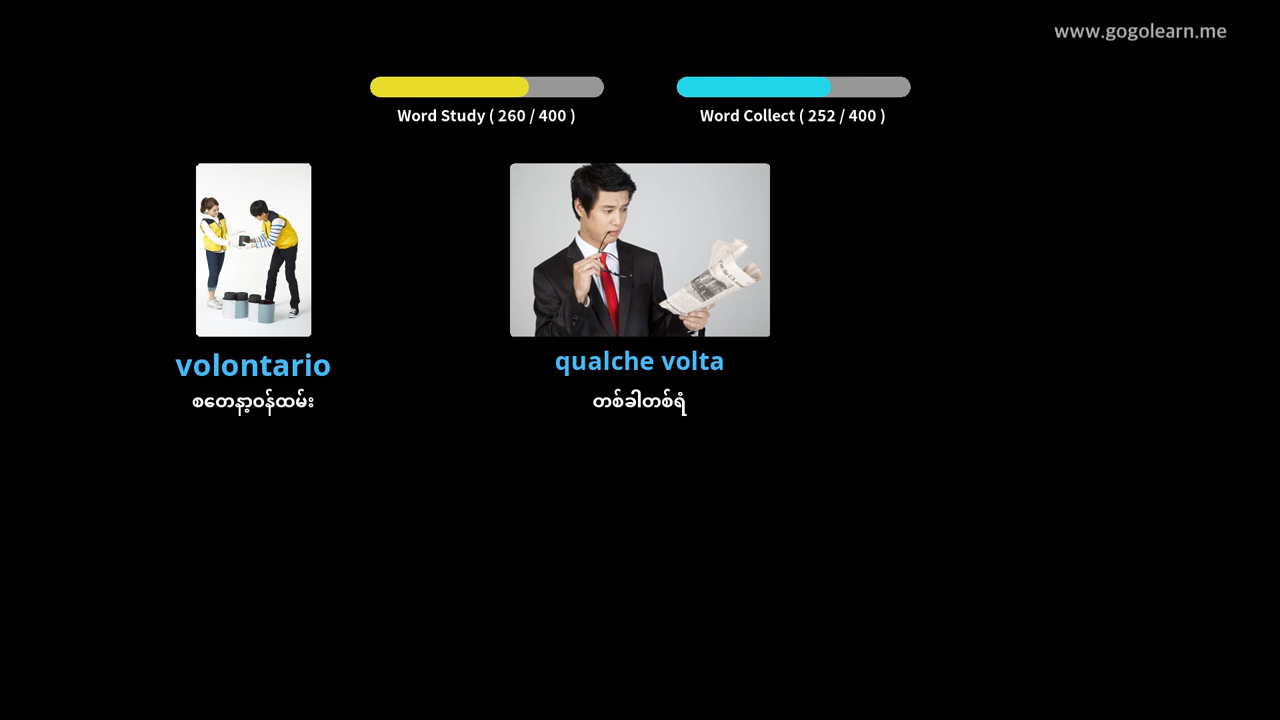 www.gogolearn.me
Word Study ( 260 / 400 )
Word Collect ( 252 / 400 )
volontario
qualche volta
စတေနာ့ဝန်ထမ်း
တစ်ခါတစ်ရံ